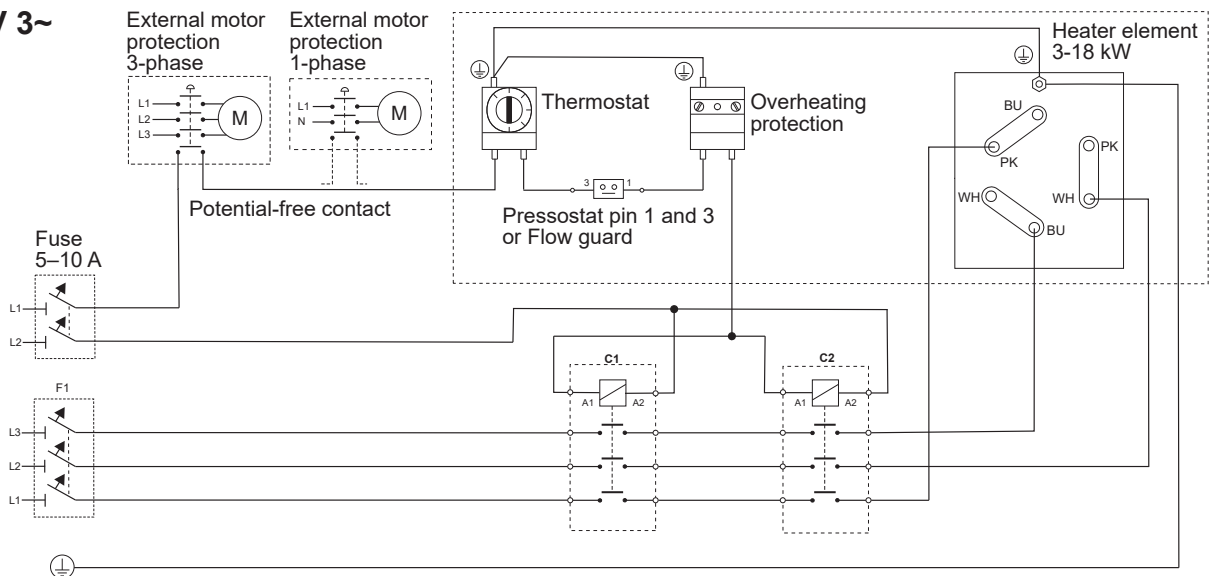 V 3~
External motor
protection
3-phase
External motor
protection
1-phase
Heater element
3-18 kW
L1
L2
L3
M
L1
N
M
Thermostat
Overheating
protection
BU
PK
PK
WH
WH
BU
3
1
Potential-free contact
Pressostat pin 1 and 3
or Flow guard
Fuse
5–10 A
L1
L2
C1
C2
F1
A1
A2
A1
A2
L3
L2
L1